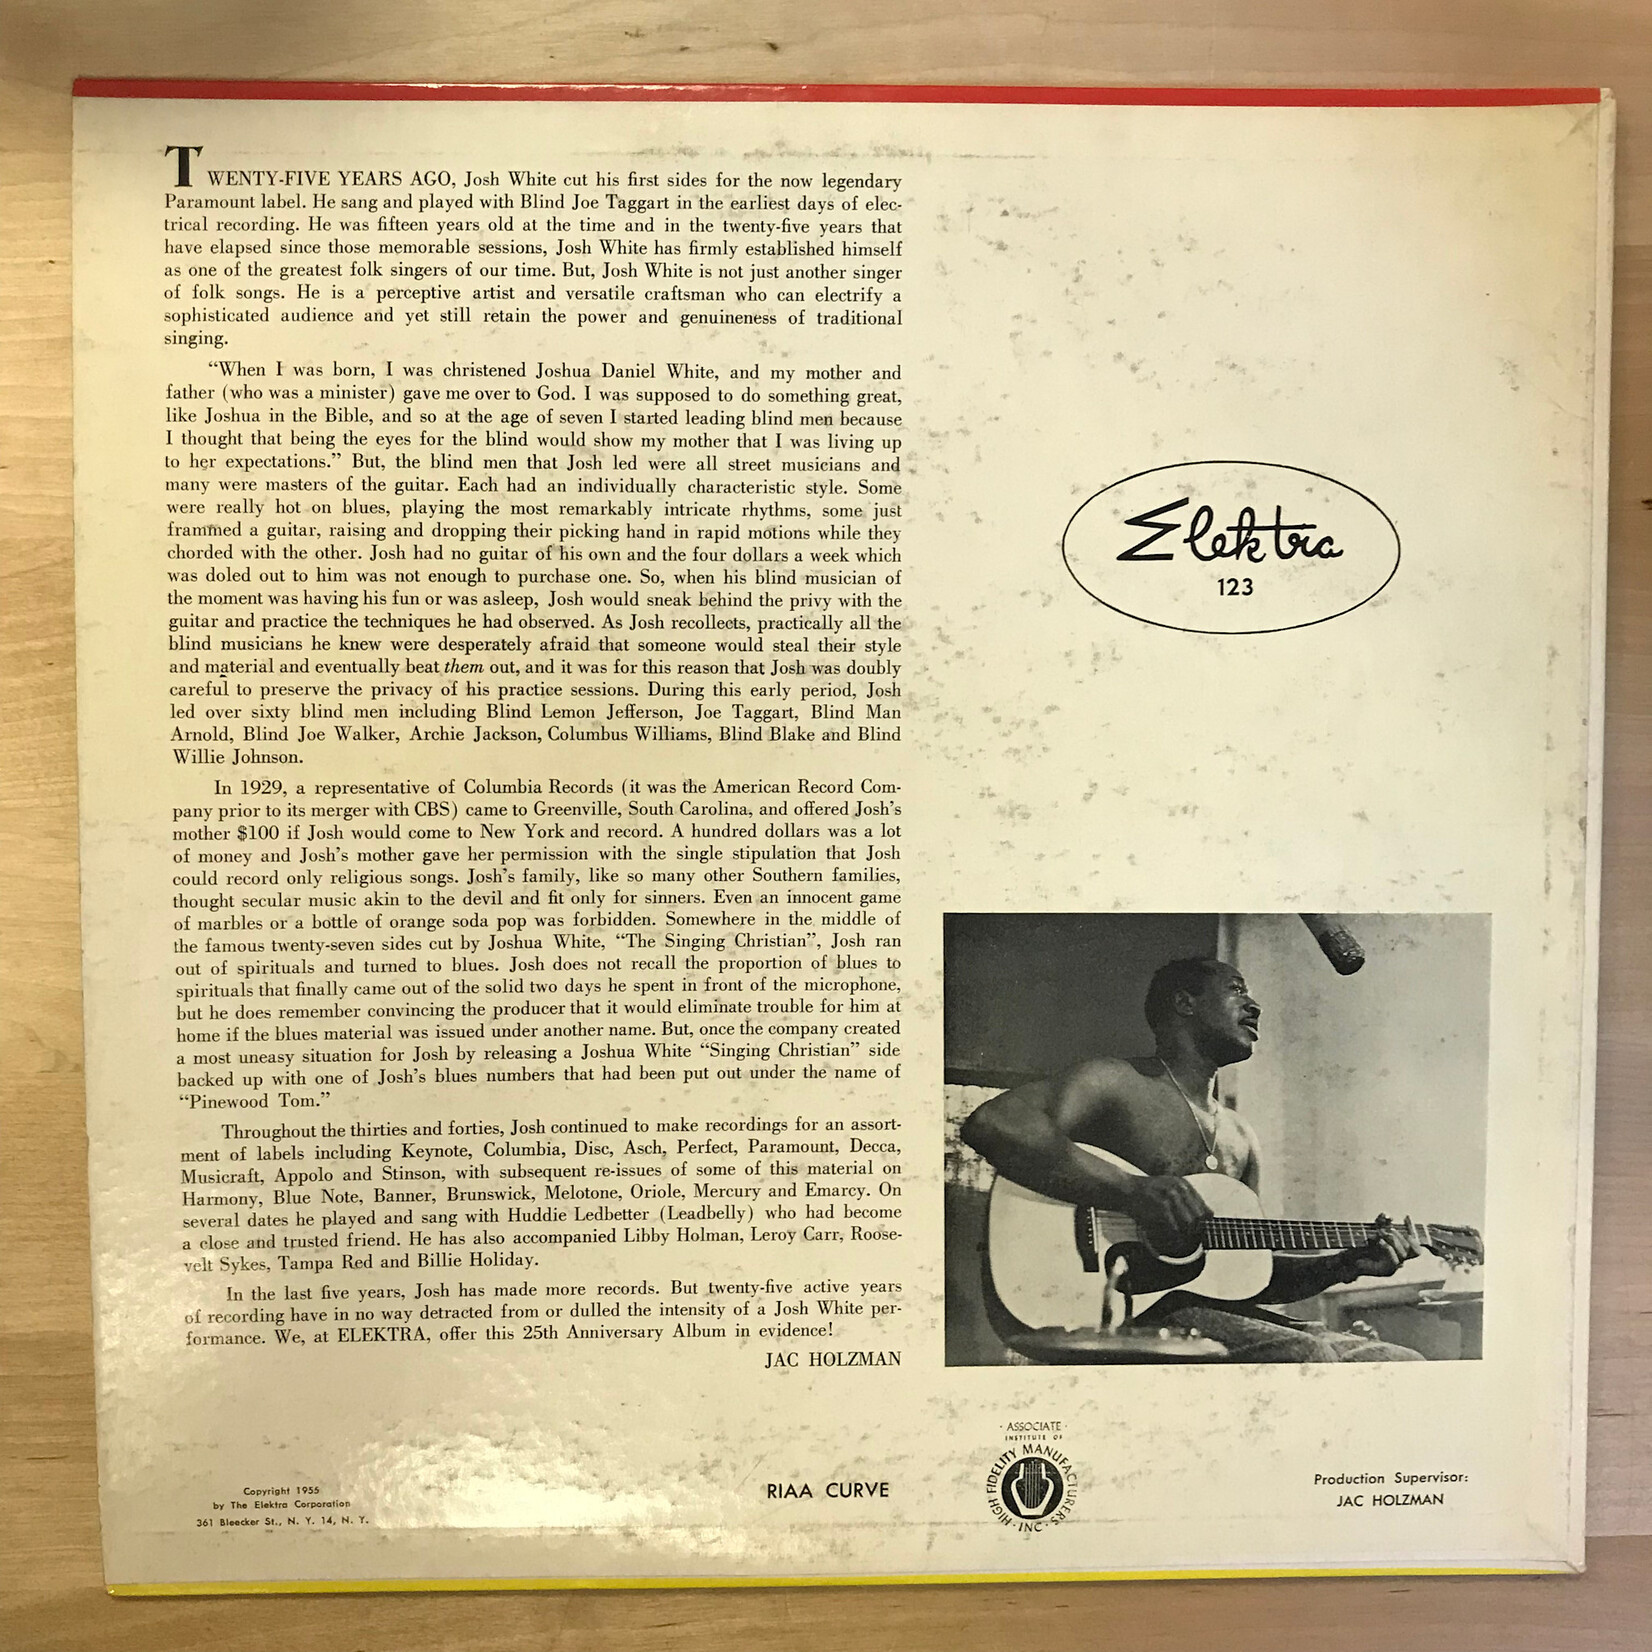 TWENTY-FIVE YEARS AGO, Josh White cut his first sides for the now legendary
Paramount label. He sang and played with Blind Joe Taggart in the earliest days of elec-
trical recording. He was fifteen years old at the time and in the twenty-five years that
have elapsed since those memorable sessions, Josh White has firmly established himself
as one of the greatest folk singers of our time. But, Josh White is not just another singer
of folk songs. He is a perceptive artist and versatile craftsman who can electrify a
sophisticated audience and yet still retain the power and genuineness of traditional
singing.
“When I was born, I was christened Joshua Daniel White, and my mother and
father (who was a minister) gave me over to God. I was supposed to do something great,
like Joshua in the Bible, and so at the age of seven I started leading blind men because
I thought that being the eyes for the blind would show my mother that I was living up
to her expectations.” But, the blind men that Josh led were all street musicians and
many were masters of the guitar. Each had an individually characteristic style. Some
were really hot on blues, playing the most remarkably intricate rhythms, some just
frammed a guitar, raising and dropping their picking hand in rapid motions while they
chorded with the other. Josh had no guitar of his own and the four dollars a week which
was doled out to him was not enough to purchase one. So, when his blind musician of
the moment was having his fun or was asleep, Josh would sneak behind the privy with the
guitar and practice the techniques he had observed. As Josh recollects, practically all the
blind musicians he knew were desperately afraid that someone would steal their style
and material and eventually beat them out, and it was for this reason that Josh was doubly
careful to preserve the privacy of his practice sessions. During this early period, Josh
led over sixty blind men including Blind Lemon Jefferson, Joe Taggart, Blind Man
Arnold, Blind Joe Walker, Archie Jackson, Columbus Williams, Blind Blake and Blind
Willie Johnson.
In 1929, a representative of Columbia Records (it was the American Record Com-
pany prior to its merger with CBS) came to Greenville, South Carolina, and offered Josh’s
mother $100 if Josh would come to New York and record. A hundred dollars was a lot
of money and Josh’s mother gave her permission with the single stipulation that Josh
could record only religious songs. Josh’s family, like so many other Southern families,
thought secular music akin to the devil and fit only for sinners. Even an innocent game
of marbles or a bottle of orange soda pop was forbidden. Somewhere in the middle of
the famous twenty-seven sides cut by Joshua White, “The Singing Christian”, Josh ran
out of spirituals and turned to blues. Josh does not recall the proportion of blues to
spirituals that finally came out of the solid two days he spent in front of the microphone,
but he does remember convincing the producer that it would eliminate trouble for him at
home if the blues material was issued under another name. But, once the company created
a most uneasy situation for Josh by releasing a Joshua White “Singing Christian” side
backed up with one of Josh’s blues numbers that had been put out under the name of
“Pinewood Tom.”
Throughout the thirties and forties, Josh continued to make recordings for an assort-
ment of labels including Keynote, Columbia, Disc, Asch, Perfect, Paramount, Decca,
Musicraft, Appolo and Stinson, with subsequent re-issues of some of this material on
Harmony, Blue Note, Banner, Brunswick, Melotone, Oriole, Mercury and Emarcy. On
several dates he played and sang with Huddie Ledbetter (Leadbelly) who had become
a close and trusted friend. He has also accompanied Libby Holman, Leroy Carr, Roose-
velt Sykes, Tampa Red and Billie Holiday.
In the last five years, Josh has made more records. But twenty-five active years
of recording have in no way detracted from or dulled the intensity of a Josh White per-
formance. We, at ELEKTRA, offer this 25th Anniversary Album in evidence!
JAC HOLZMAN
Elektra
123
Copyright 1955
by The Elektra Corporation
361 Bleecker St., N. Y. 14, N. Y.
RIAA CURVE
· ASSOCIATE ·
INSTITUTE OF
HIGH FIDELITY MANUFACTURERS
· INC ·
Production Supervisor:
JAC HOLZMAN